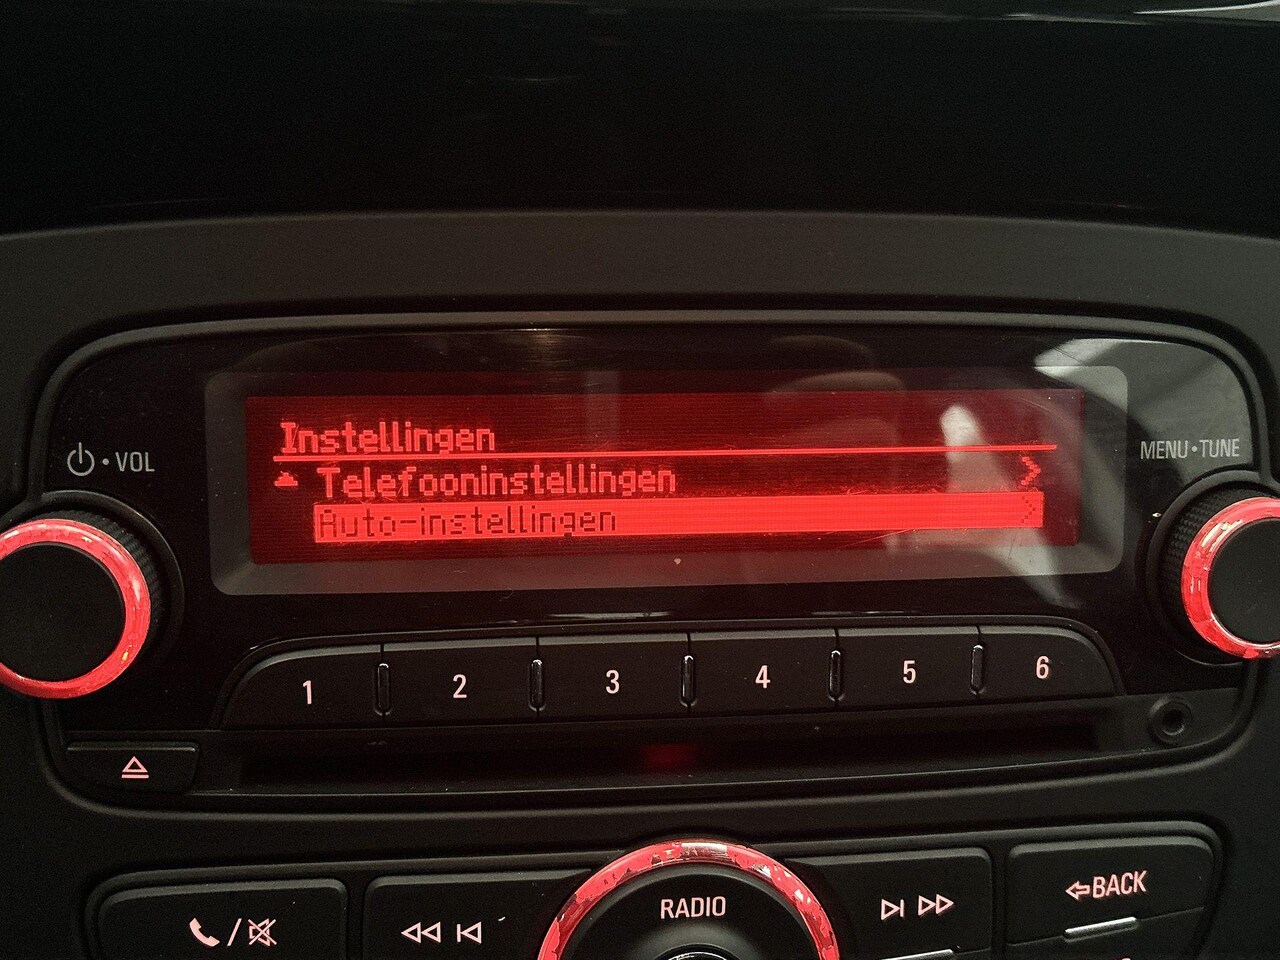 Instellingen
Telefooninstellingen
Auto-instellingen
VOL
MENU•TUNE
1 2 3 4 5 6
RADIO
BACK